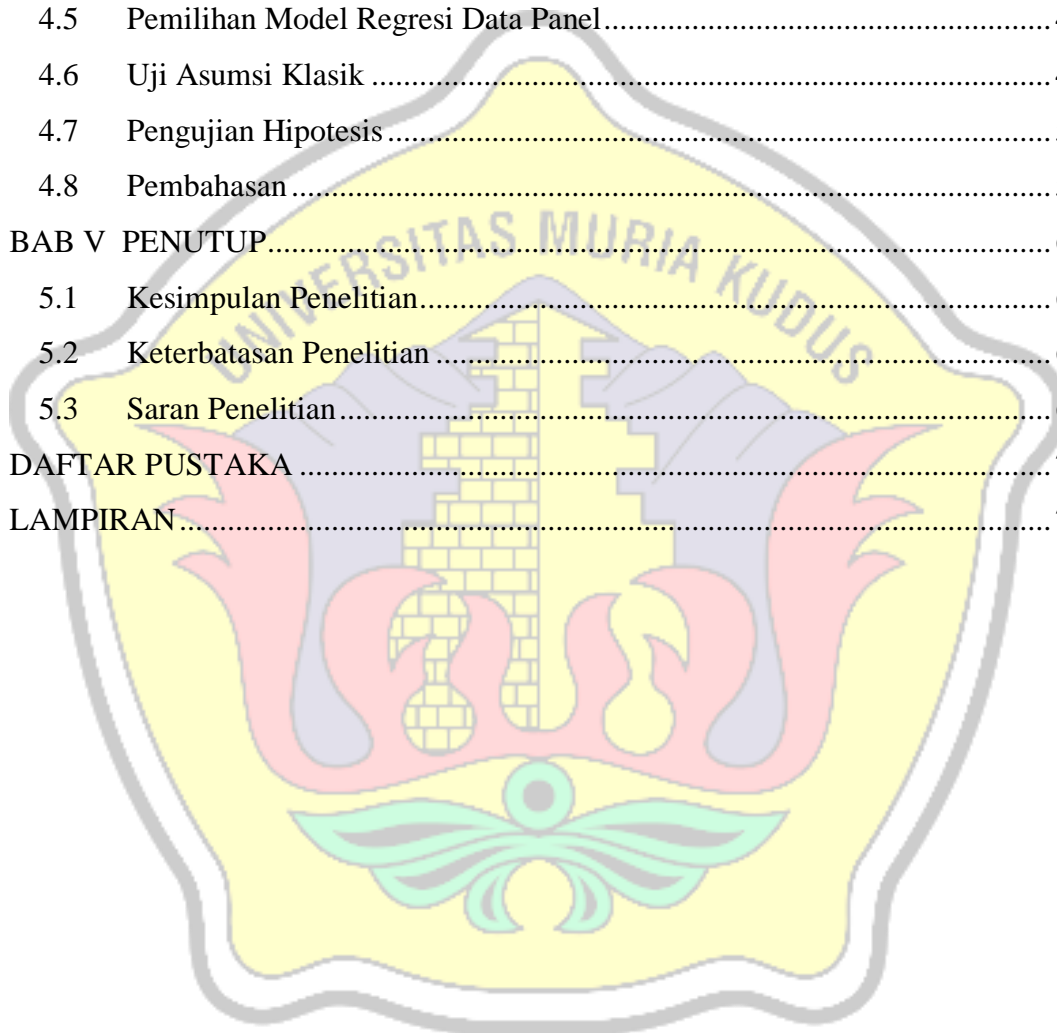 4.5 Pemilihan Model Regresi Data Panel
4.6 Uji Asumsi Klasik
4.7 Pengujian Hipotesis
4.8 Pembahasan
BAB V PENUTUP
5.1 Kesimpulan Penelitian
5.2 Keterbatasan Penelitian
5.3 Saran Penelitian
DAFTAR PUSTAKA
LAMPIRAN
UNIVERSITAS MURIA KUDUS